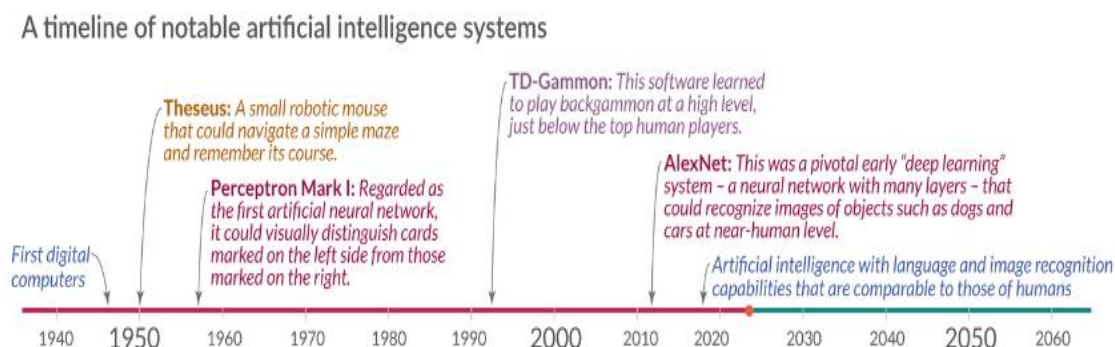 A timeline of notable artificial intelligence systems
TD-Gammon: This software learned
to play backgammon at a high level,
just below the top human players.
Theseus: A small robotic mouse
that could navigate a simple maze
and remember its course.
AlexNet: This was a pivotal early “deep learning”
system – a neural network with many layers – that
could recognize images of objects such as dogs and
cars at near-human level.
Perceptron Mark I: Regarded as
the first artificial neural network,
it could visually distinguish cards
marked on the left side from those
marked on the right.
First digital
computers
Artificial intelligence with language and image recognition
capabilities that are comparable to those of humans
1940 1950 1960 1970 1980 1990 2000 2010 2020 2030 2040 2050 2060